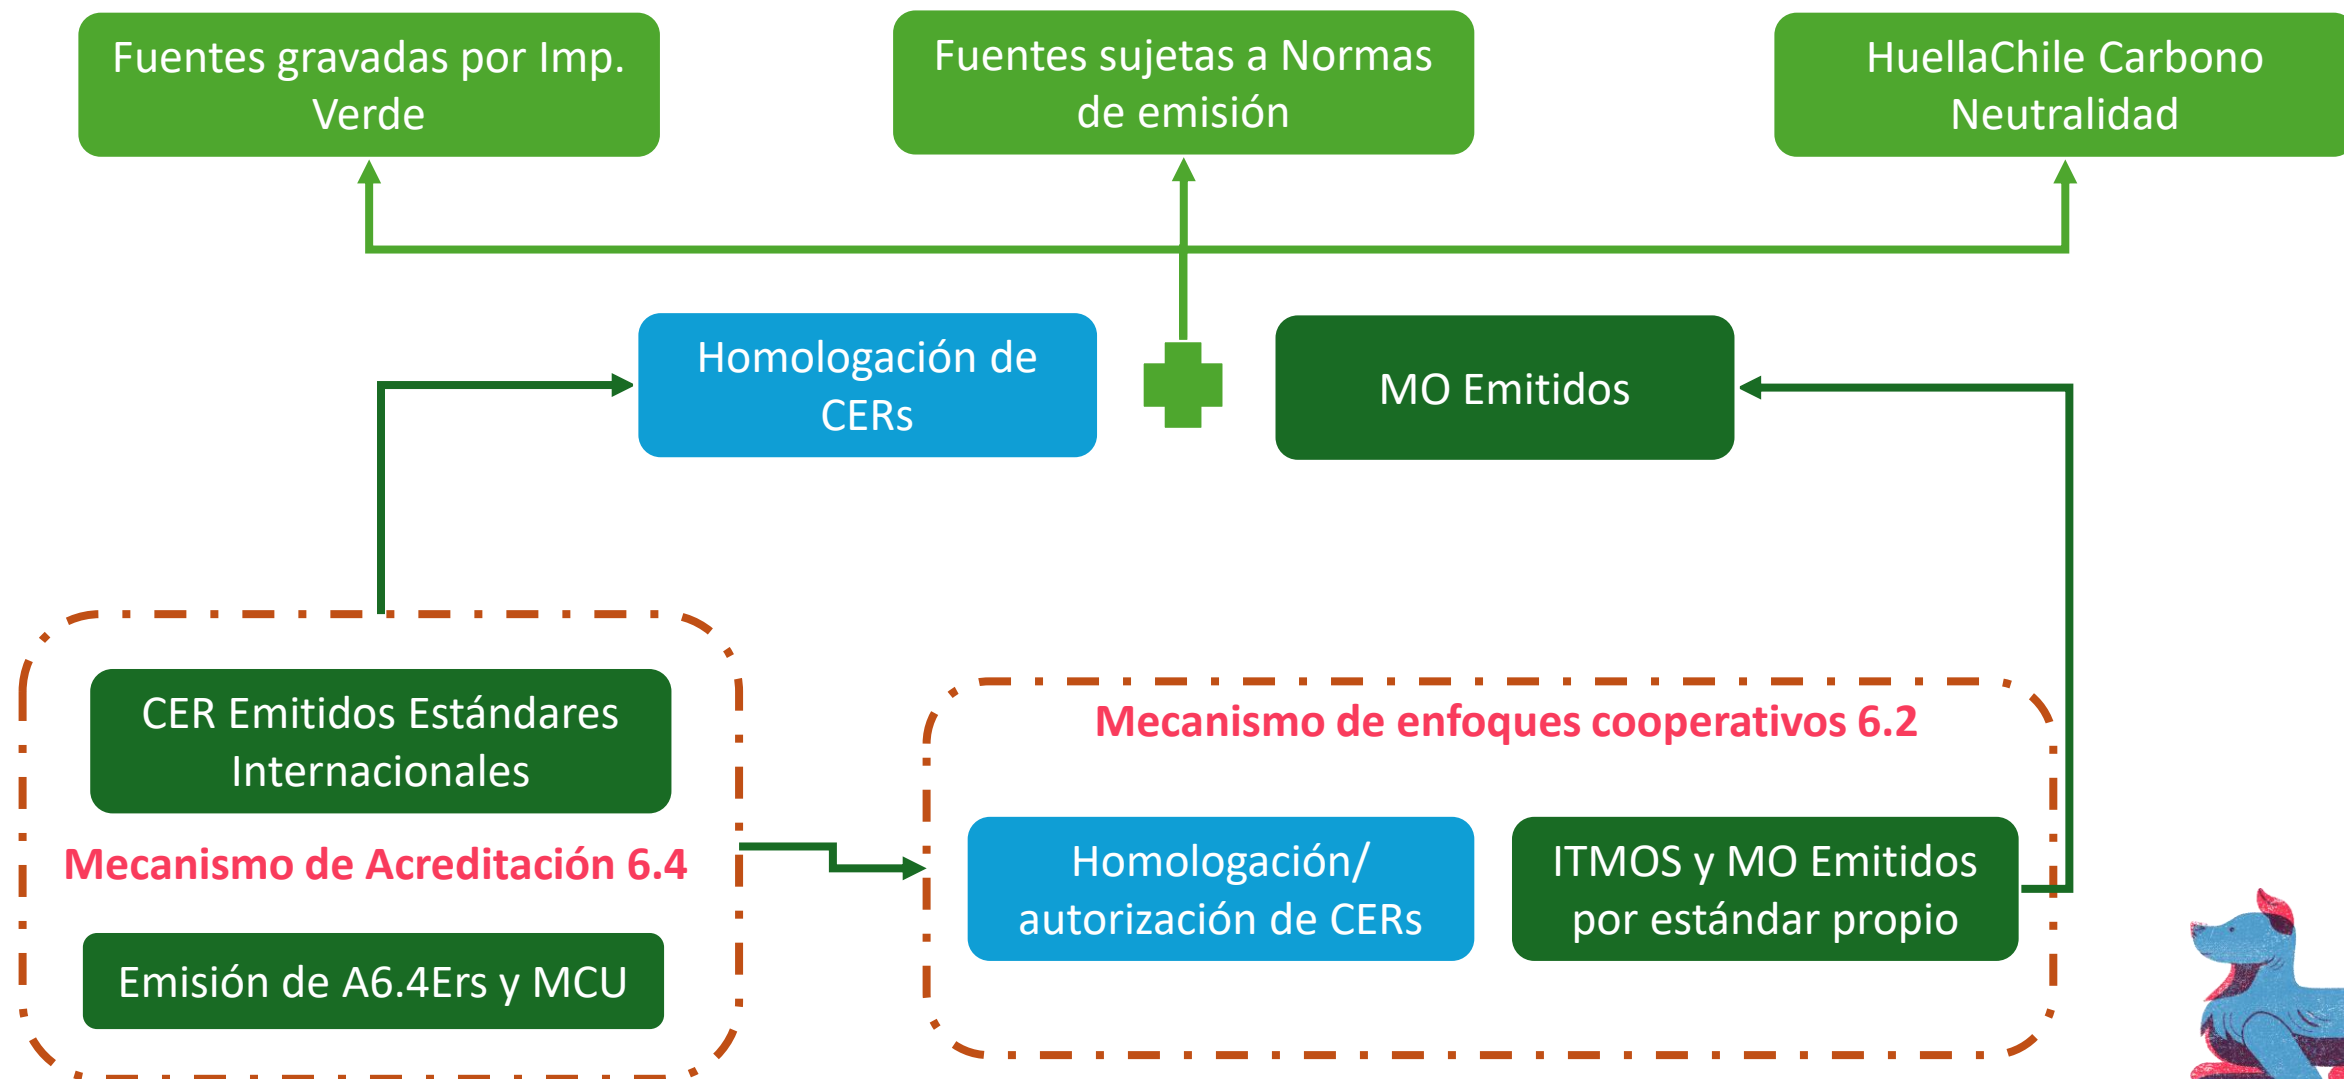 Fuentes gravadas por Imp.
Verde
Fuentes sujetas a Normas
de emisión
HuellaChile Carbono
Neutralidad
Homologación de
CERs
MO Emitidos
CER Emitidos Estándares
Internacionales
Mecanismo de Acreditación 6.4
Emisión de A6.4Ers y MCU
Mecanismo de enfoques cooperativos 6.2
Homologación/
autorización de CERs
ITMOS y MO Emitidos
por estándar propio